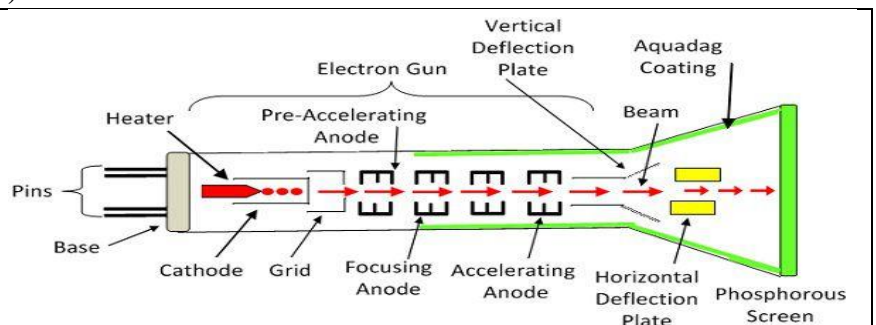 )
Vertical
Deflection
Plate
Aquadag
Coating
Electron Gun
Heater
Pre-Accelerating
Anode
Beam
Pins
Base
Cathode
Grid
Focusing
Anode
Accelerating
Anode
Horizontal
Deflection
Plate
Phosphorous
Screen